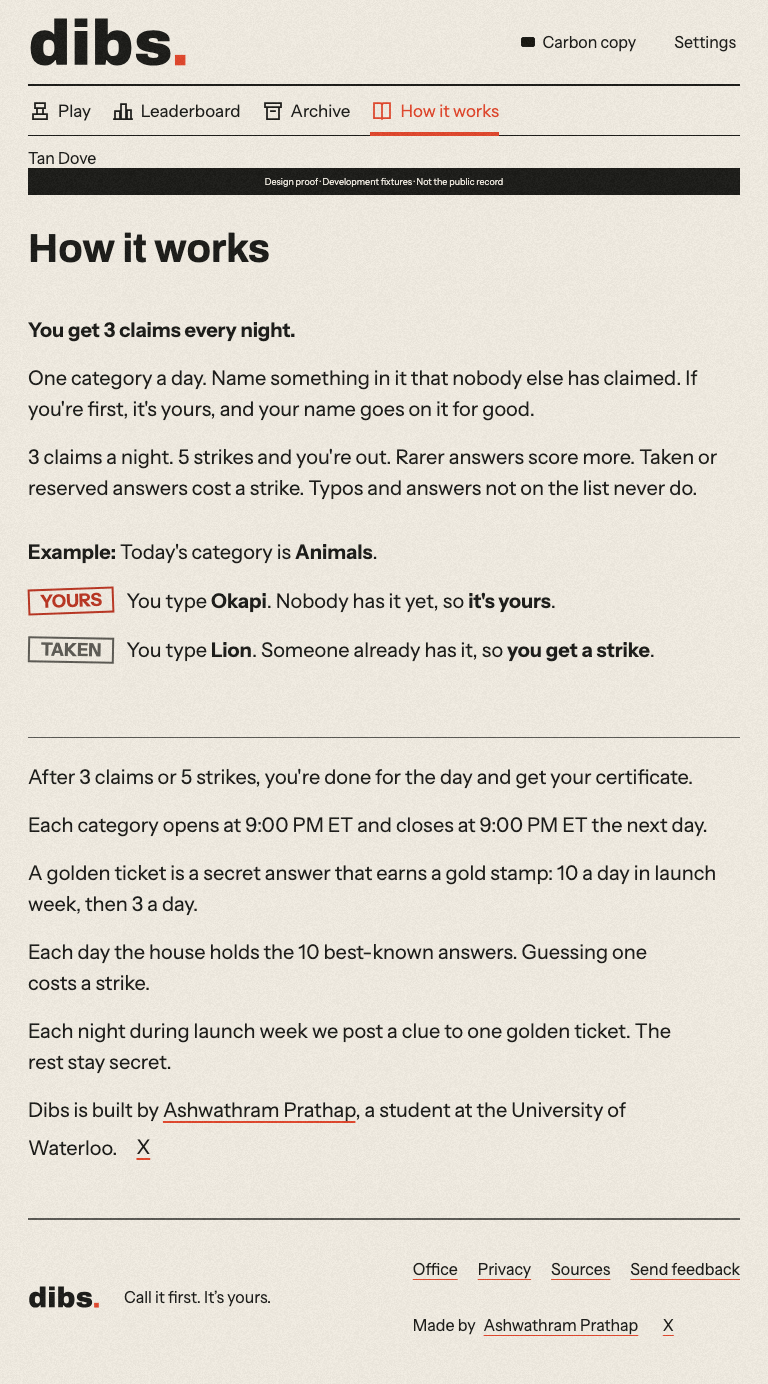 dibs.
Carbon copy Settings
Play Leaderboard Archive How it works
Tan Dove
Design proof · Development fixtures · Not the public record
How it works
You get 3 claims every night.
One category a day. Name something in it that nobody else has claimed. If
you're first, it's yours, and your name goes on it for good.
3 claims a night. 5 strikes and you're out. Rarer answers score more. Taken or
reserved answers cost a strike. Typos and answers not on the list never do.
Example: Today's category is Animals.
YOURS You type Okapi. Nobody has it yet, so it's yours.
TAKEN You type Lion. Someone already has it, so you get a strike.
After 3 claims or 5 strikes, you're done for the day and get your certificate.
Each category opens at 9:00 PM ET and closes at 9:00 PM ET the next day.
A golden ticket is a secret answer that earns a gold stamp: 10 a day in launch
week, then 3 a day.
Each day the house holds the 10 best-known answers. Guessing one
costs a strike.
Each night during launch week we post a clue to one golden ticket. The
rest stay secret.
Dibs is built by Ashwathram Prathap, a student at the University of
Waterloo. X
Office Privacy Sources Send feedback
dibs. Call it first. It's yours.
Made by Ashwathram Prathap X